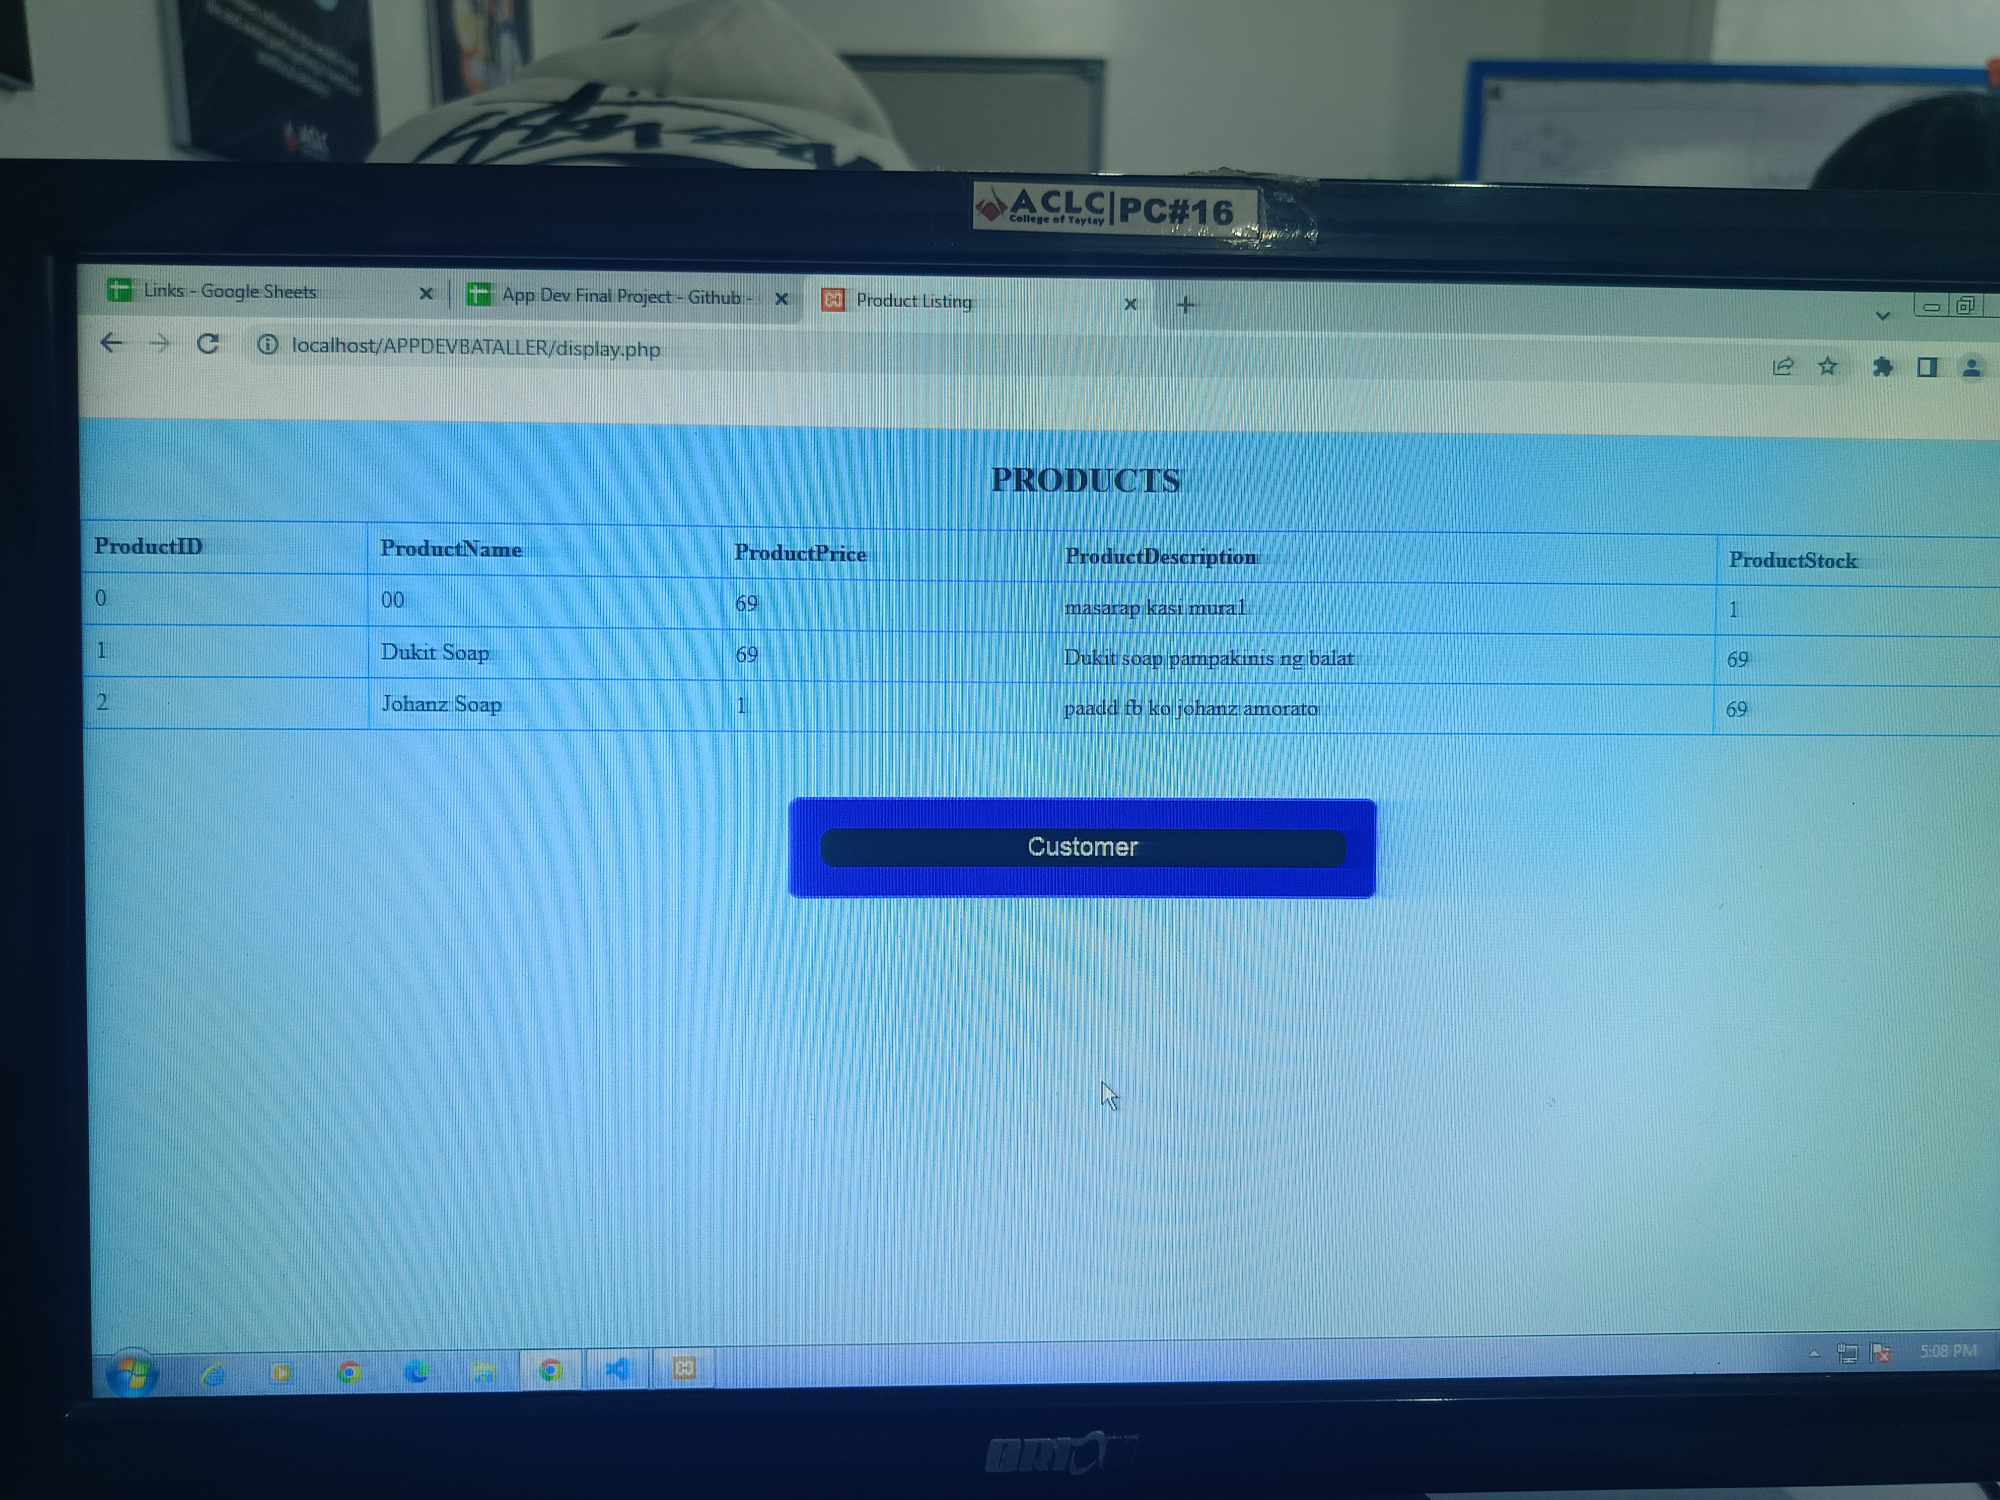 ACLC College of Taytay | PC#16
Links - Google Sheets
App Dev Final Project - Github -
Product Listing
localhost/APPDEVBATALLER/display.php
PRODUCTS
ProductID ProductName ProductPrice ProductDescription ProductStock
0 00 69 masarap kasi mura1 1
1 Dukit Soap 69 Dukit soap pampakinis ng balat 69
2 Johanz Soap 1 paadd fb ko johanz amorato 69
Customer
5:08 PM